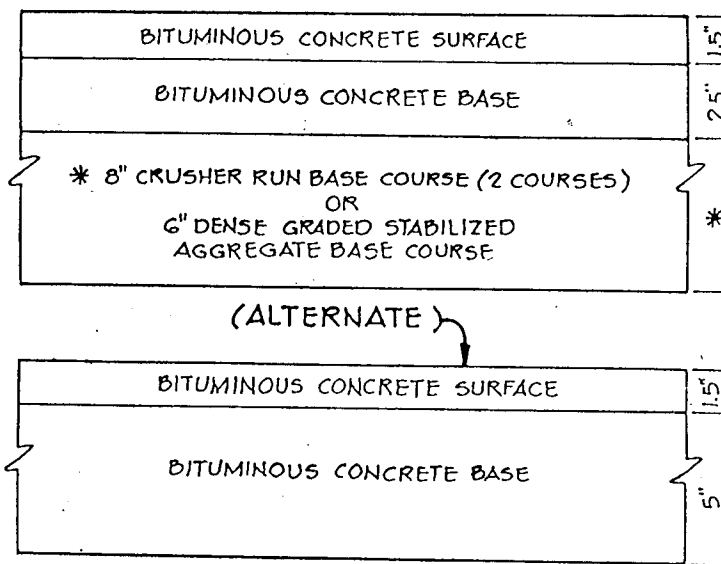 BITUMINOUS CONCRETE SURFACE
1.5"
BITUMINOUS CONCRETE BASE
2.5"
* 8" CRUSHER RUN BASE COURSE (2 COURSES)
OR
6" DENSE GRADED STABILIZED
AGGREGATE BASE COURSE
*
(ALTERNATE)
BITUMINOUS CONCRETE SURFACE
1.5"
BITUMINOUS CONCRETE BASE
5"